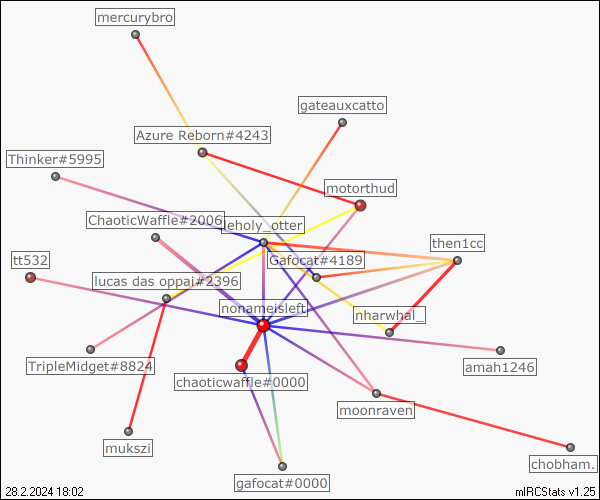 mercurybro
gateauxcatto
Azure Reborn#4243
Thinker#5995
motorthud
ChaoticWaffle#2006
leholy_otter
then1cc
tt532
Gafocat#4189
lucas das oppai#2396
nonameisleft
nharwhal_
TripleMidget#8824
amah1246
chaoticwaffle#0000
moonraven
mukszi
chobham.
gafocat#0000
28.2.2024 18:02
mIRCStats v1.25